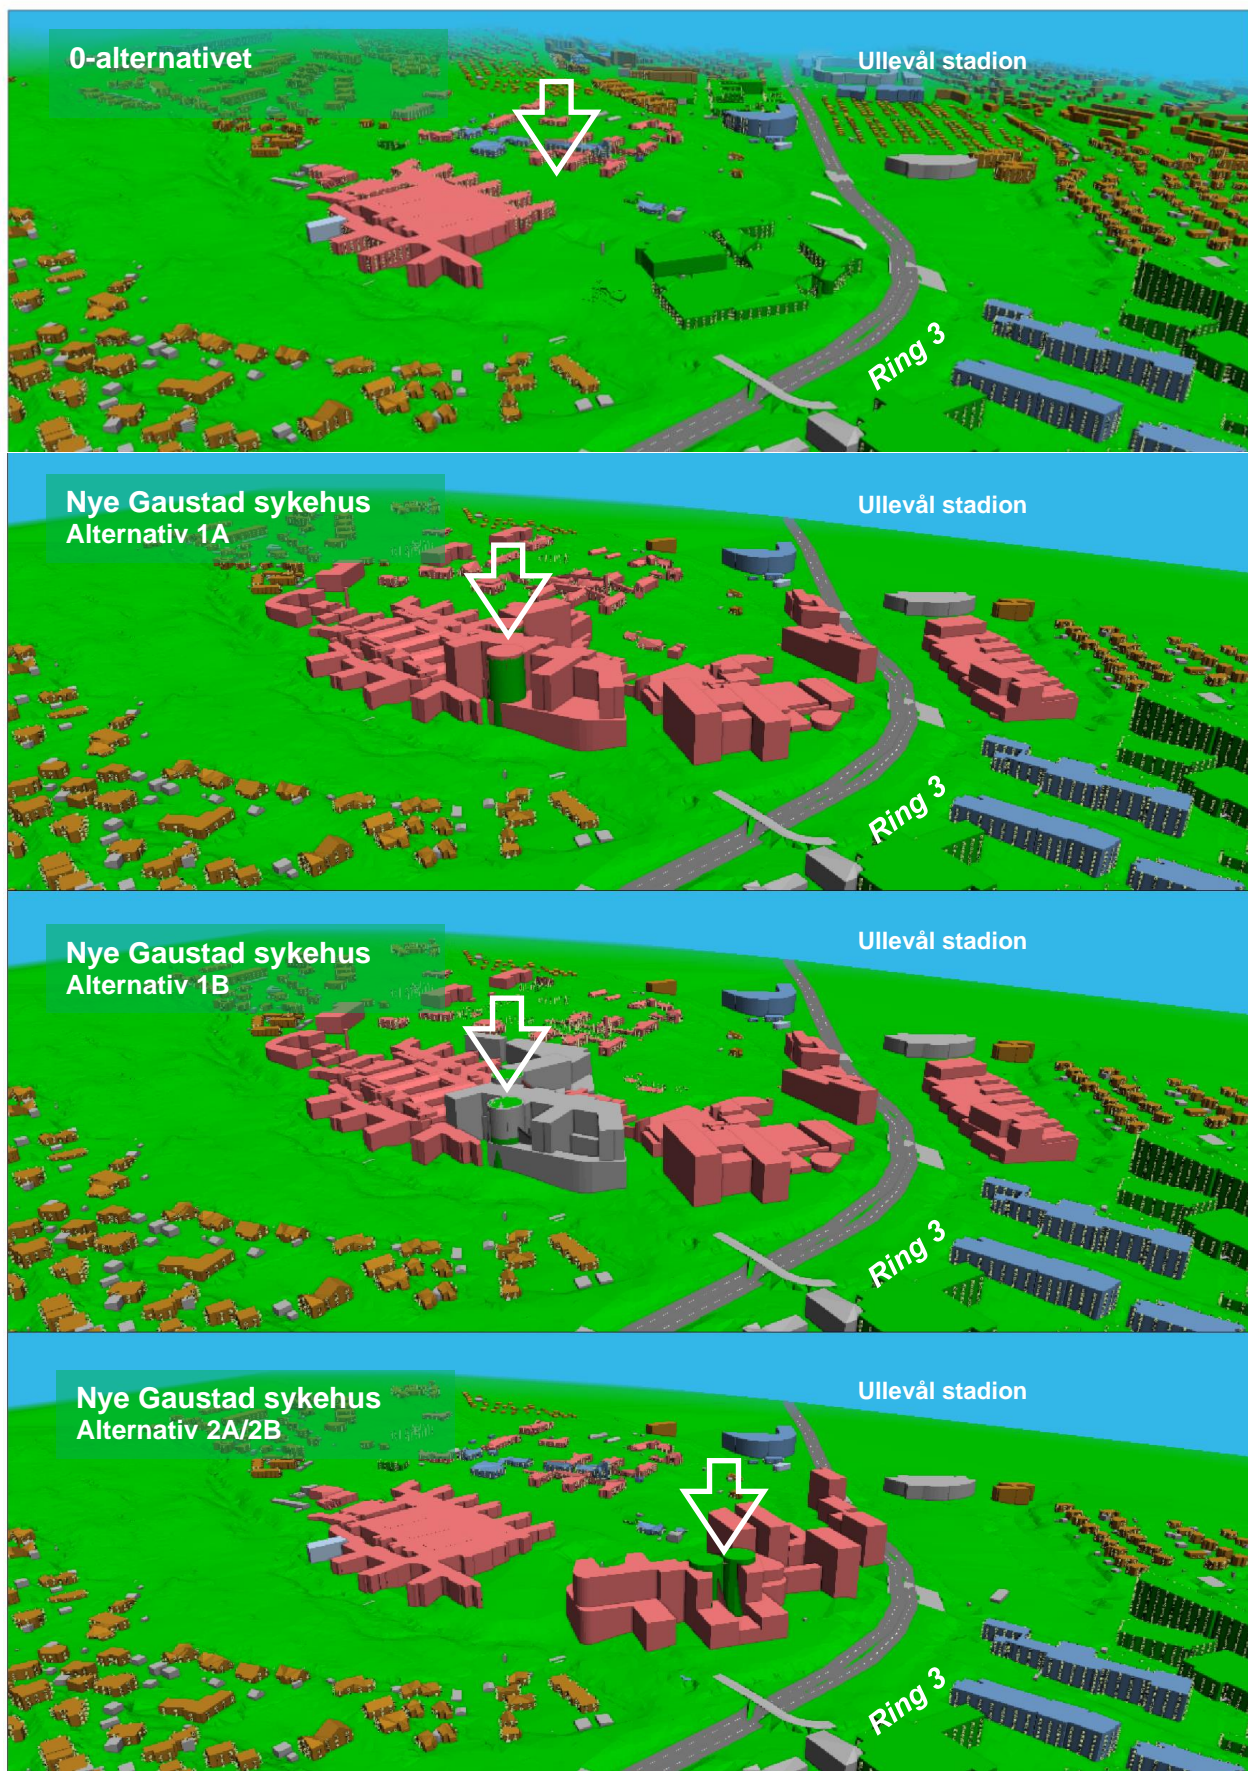 0-alternativet
Ullevål stadion
Ring 3
Nye Gaustad sykehus
Alternativ 1A
Ullevål stadion
Ring 3
Nye Gaustad sykehus
Alternativ 1B
Ullevål stadion
Ring 3
Nye Gaustad sykehus
Alternativ 2A/2B
Ullevål stadion
Ring 3